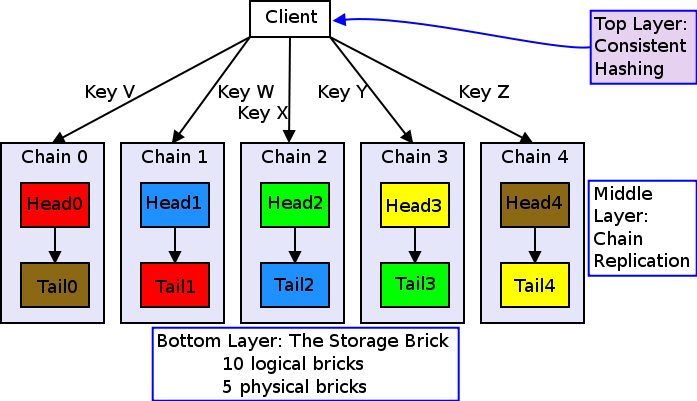 Client
Top Layer:
Consistent
Hashing
Key V
Key W
Key X
Key Y
Key Z
Chain 0
Chain 1
Chain 2
Chain 3
Chain 4
Head0
Head1
Head2
Head3
Head4
Tail0
Tail1
Tail2
Tail3
Tail4
Middle
Layer:
Chain
Replication
Bottom Layer: The Storage Brick
10 logical bricks
5 physical bricks